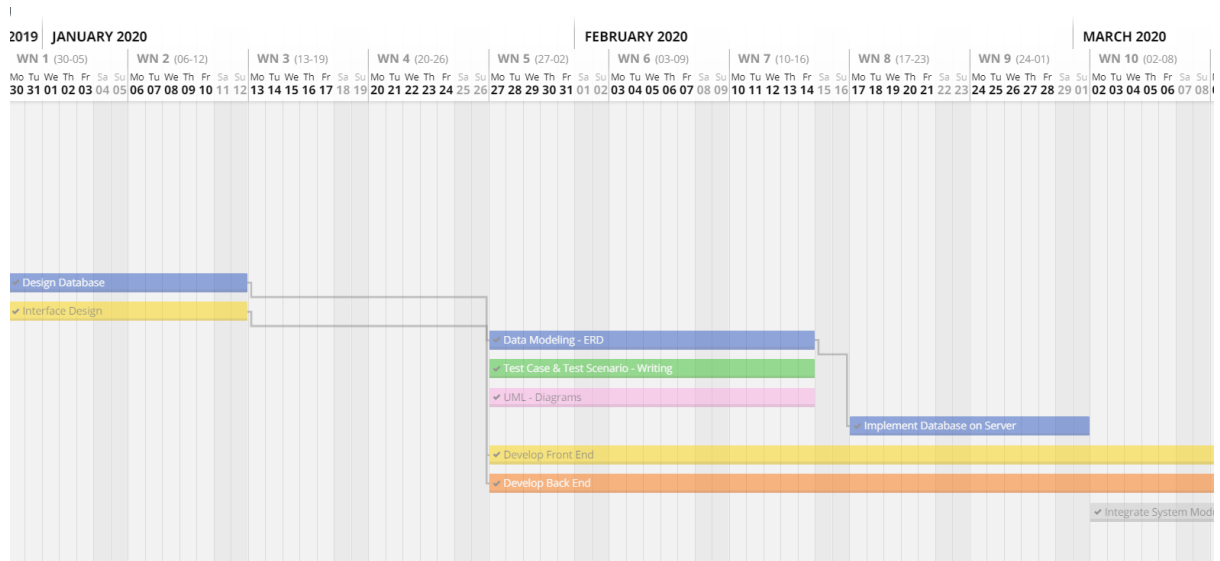 2019 JANUARY 2020 FEBRUARY 2020 MARCH 2020
WN 1 (30-05) WN 2 (06-12) WN 3 (13-19) WN 4 (20-26) WN 5 (27-02) WN 6 (03-09) WN 7 (10-16) WN 8 (17-23) WN 9 (24-01) WN 10 (02-08)
Mo Tu We Th Fr Sa Su Mo Tu We Th Fr Sa Su Mo Tu We Th Fr Sa Su Mo Tu We Th Fr Sa Su Mo Tu We Th Fr Sa Su Mo Tu We Th Fr Sa Su Mo Tu We Th Fr Sa Su Mo Tu We Th Fr Sa Su Mo Tu We Th Fr Sa Su Mo Tu We Th Fr Sa Su
30 31 01 02 03 04 05 06 07 08 09 10 11 12 13 14 15 16 17 18 19 20 21 22 23 24 25 26 27 28 29 30 31 01 02 03 04 05 06 07 08 09 10 11 12 13 14 15 16 17 18 19 20 21 22 23 24 25 26 27 28 29 01 02 03 04 05 06 07 08
Design Database
Interface Design
Data Modeling - ERD
Test Case & Test Scenario - Writing
UML - Diagrams
Implement Database on Server
Develop Front End
Develop Back End
Integrate System Mod